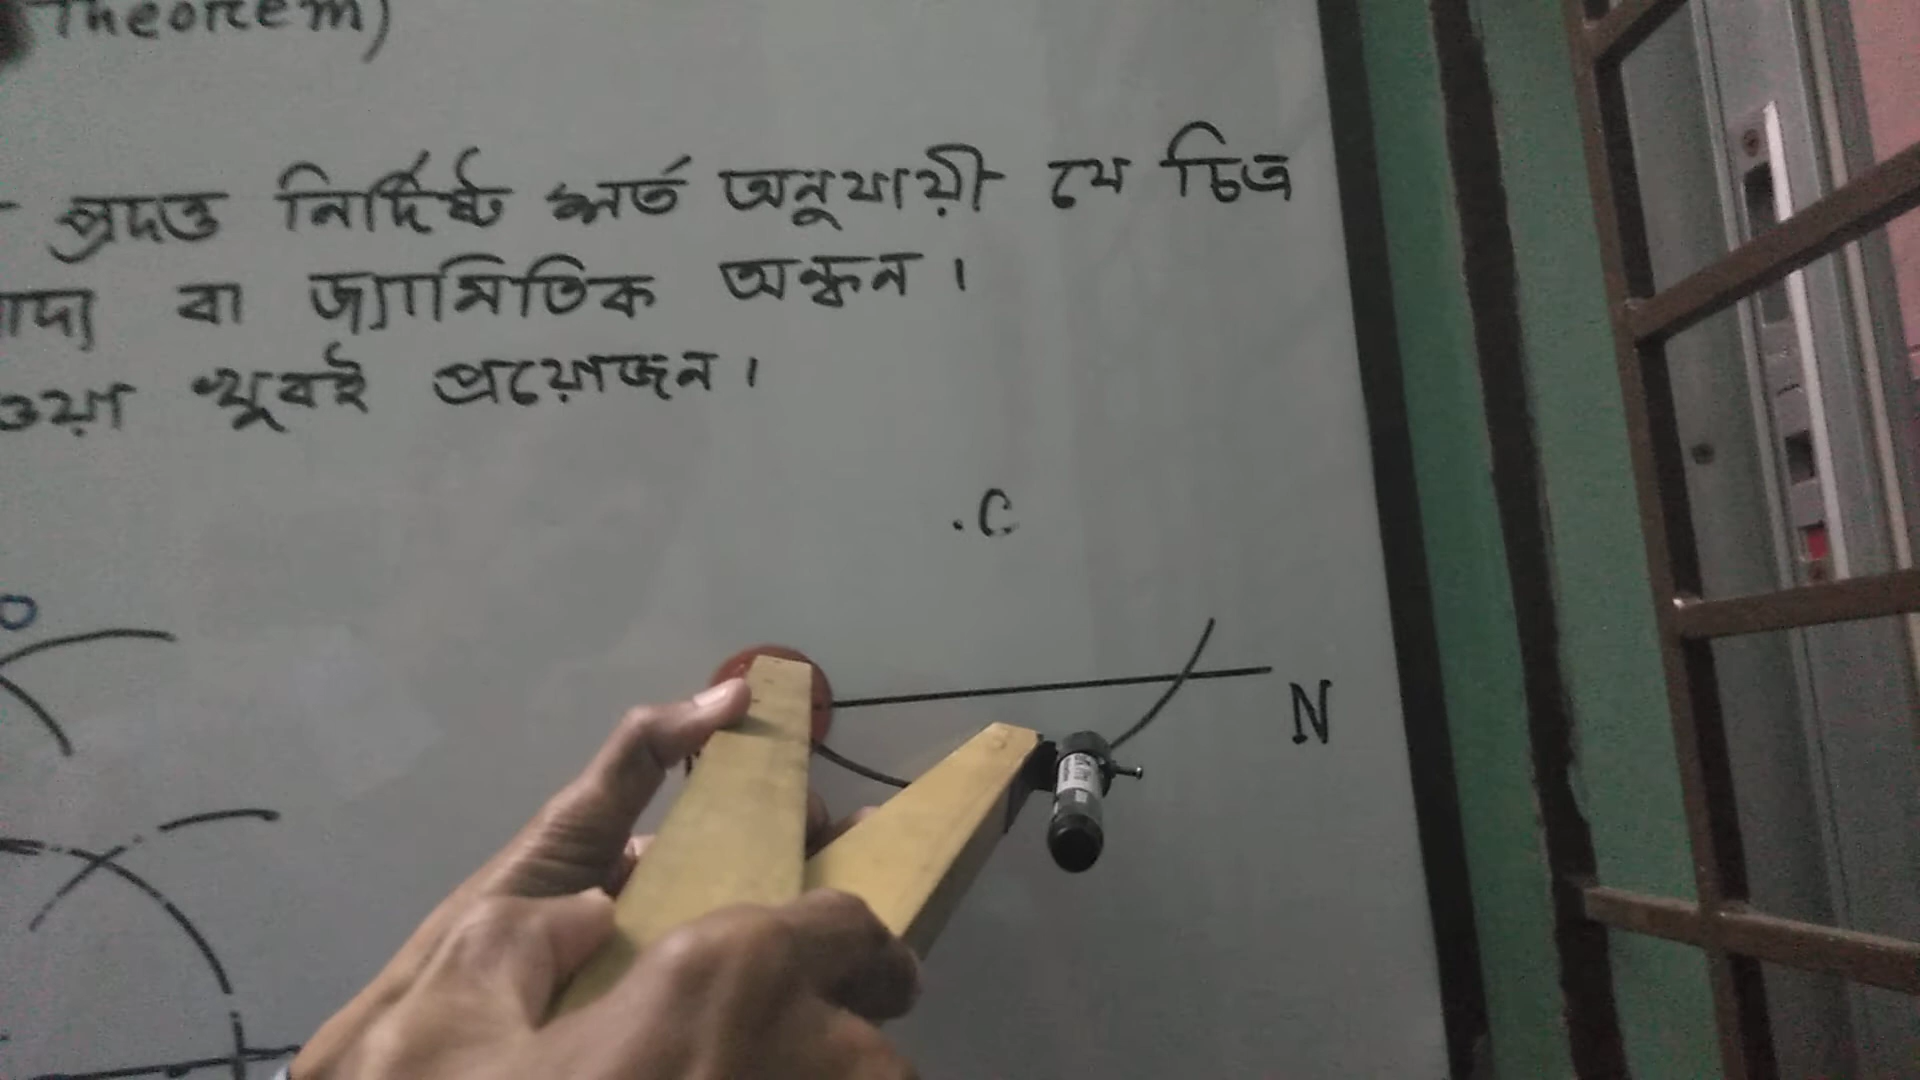 Theorem)
প্রদত্ত নির্দিষ্ট শর্ত অনুযায়ী যে চিত্র
বা জ্যামিতিক অঙ্কন।
খুবই প্রয়োজন।
.C
N